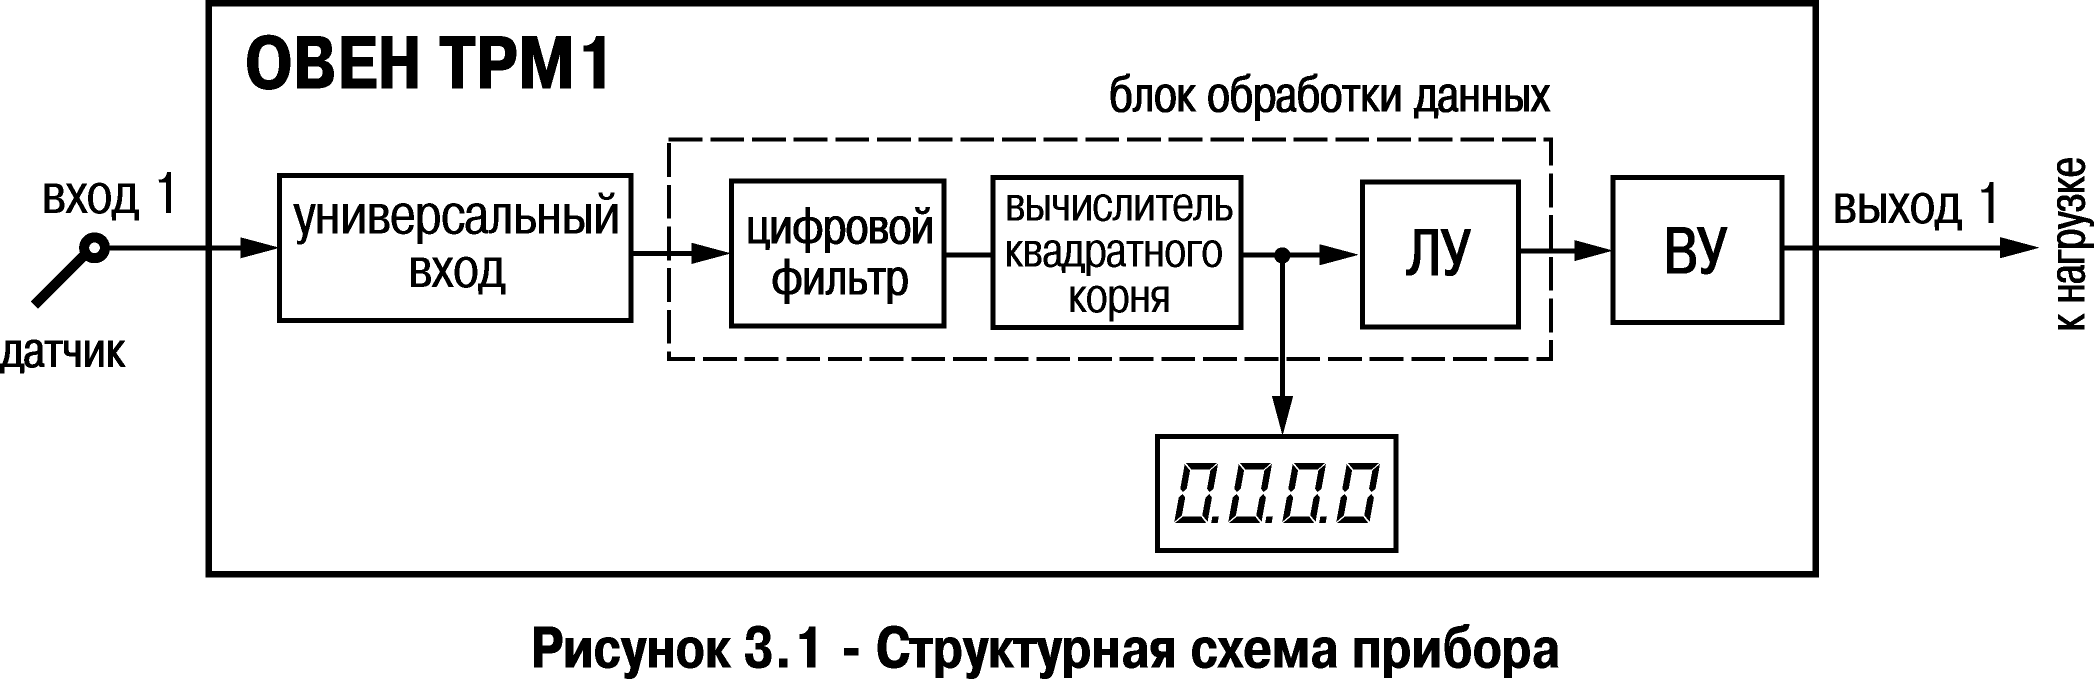 ОВЕН ТРМ1
блок обработки данных
вход 1
датчик
универсальный
вход
цифровой
фильтр
вычислитель
квадратного
корня
ЛУ
ВУ
выход 1
к нагрузке
0.0.0.0
Рисунок 3.1 - Структурная схема прибора